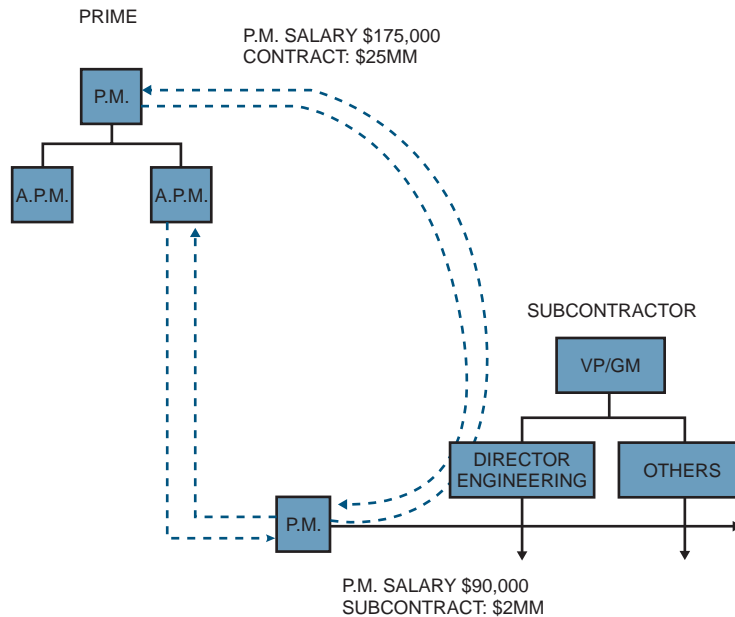 PRIME
P.M. SALARY $175,000
CONTRACT: $25MM
P.M.
A.P.M.
A.P.M.
SUBCONTRACTOR
VP/GM
DIRECTOR
ENGINEERING
OTHERS
P.M.
P.M. SALARY $90,000
SUBCONTRACT: $2MM